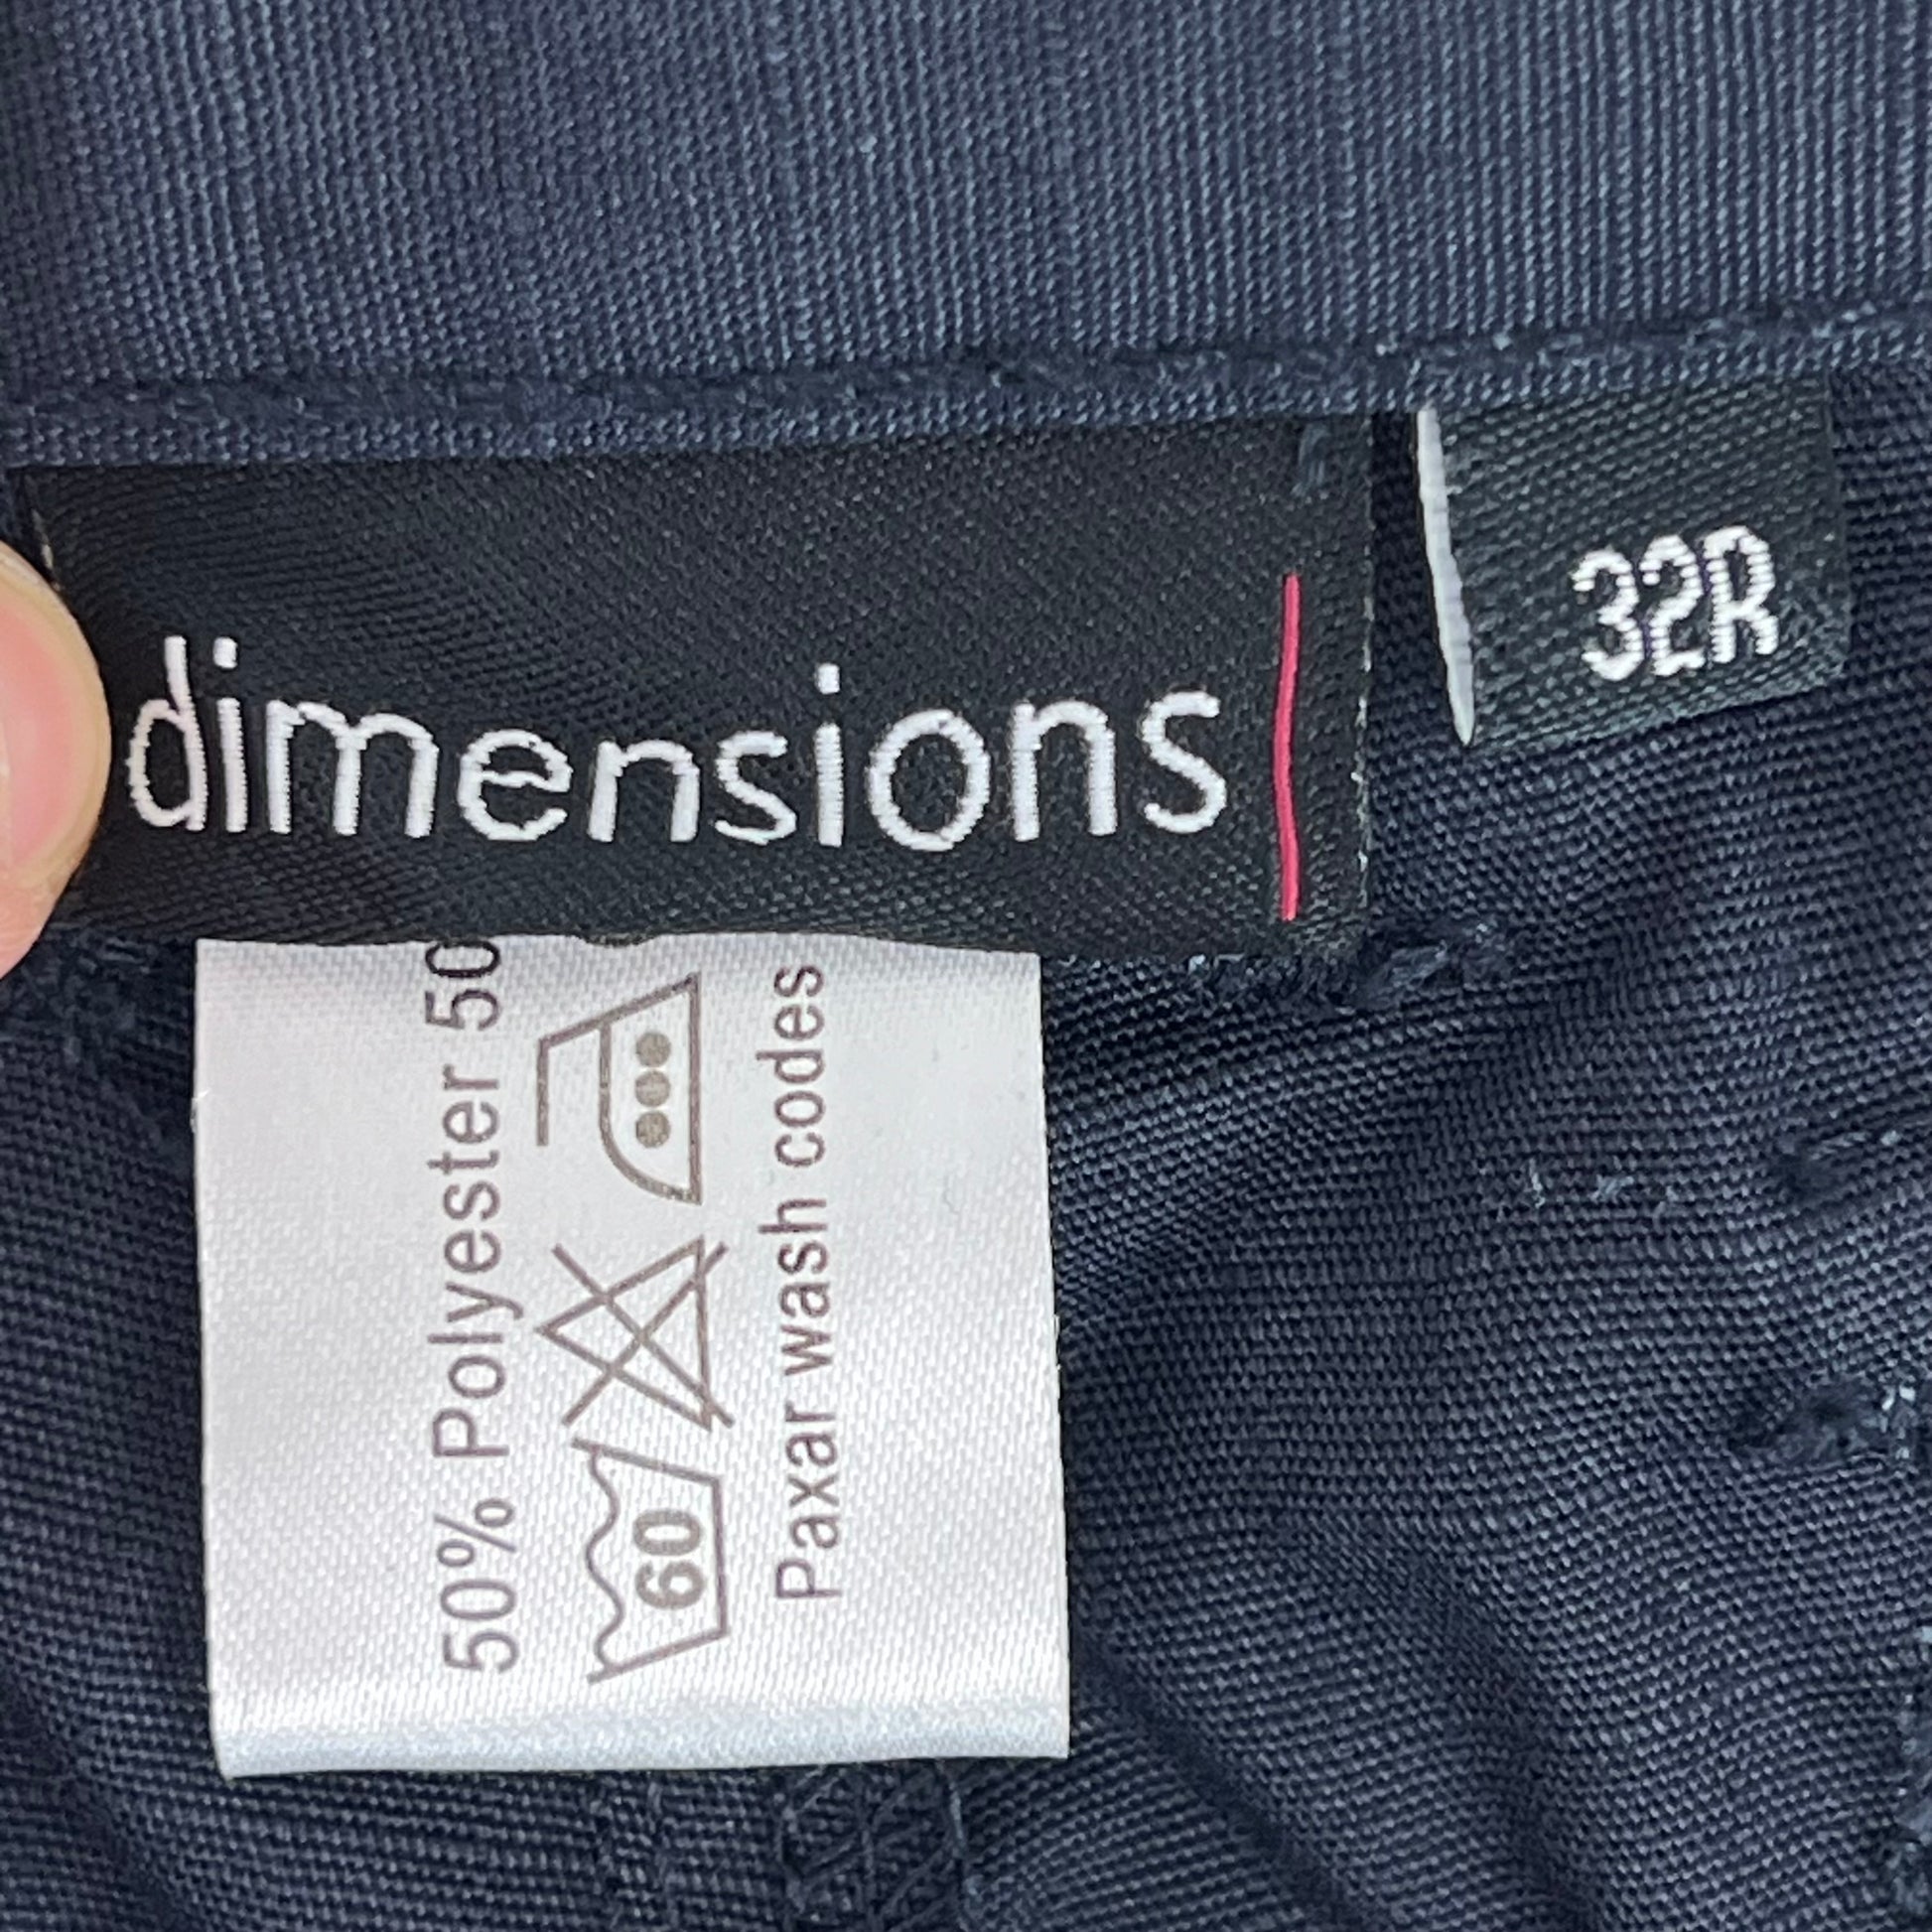 dimensions
32R
50% Polyester 50
60
Paxar wash codes